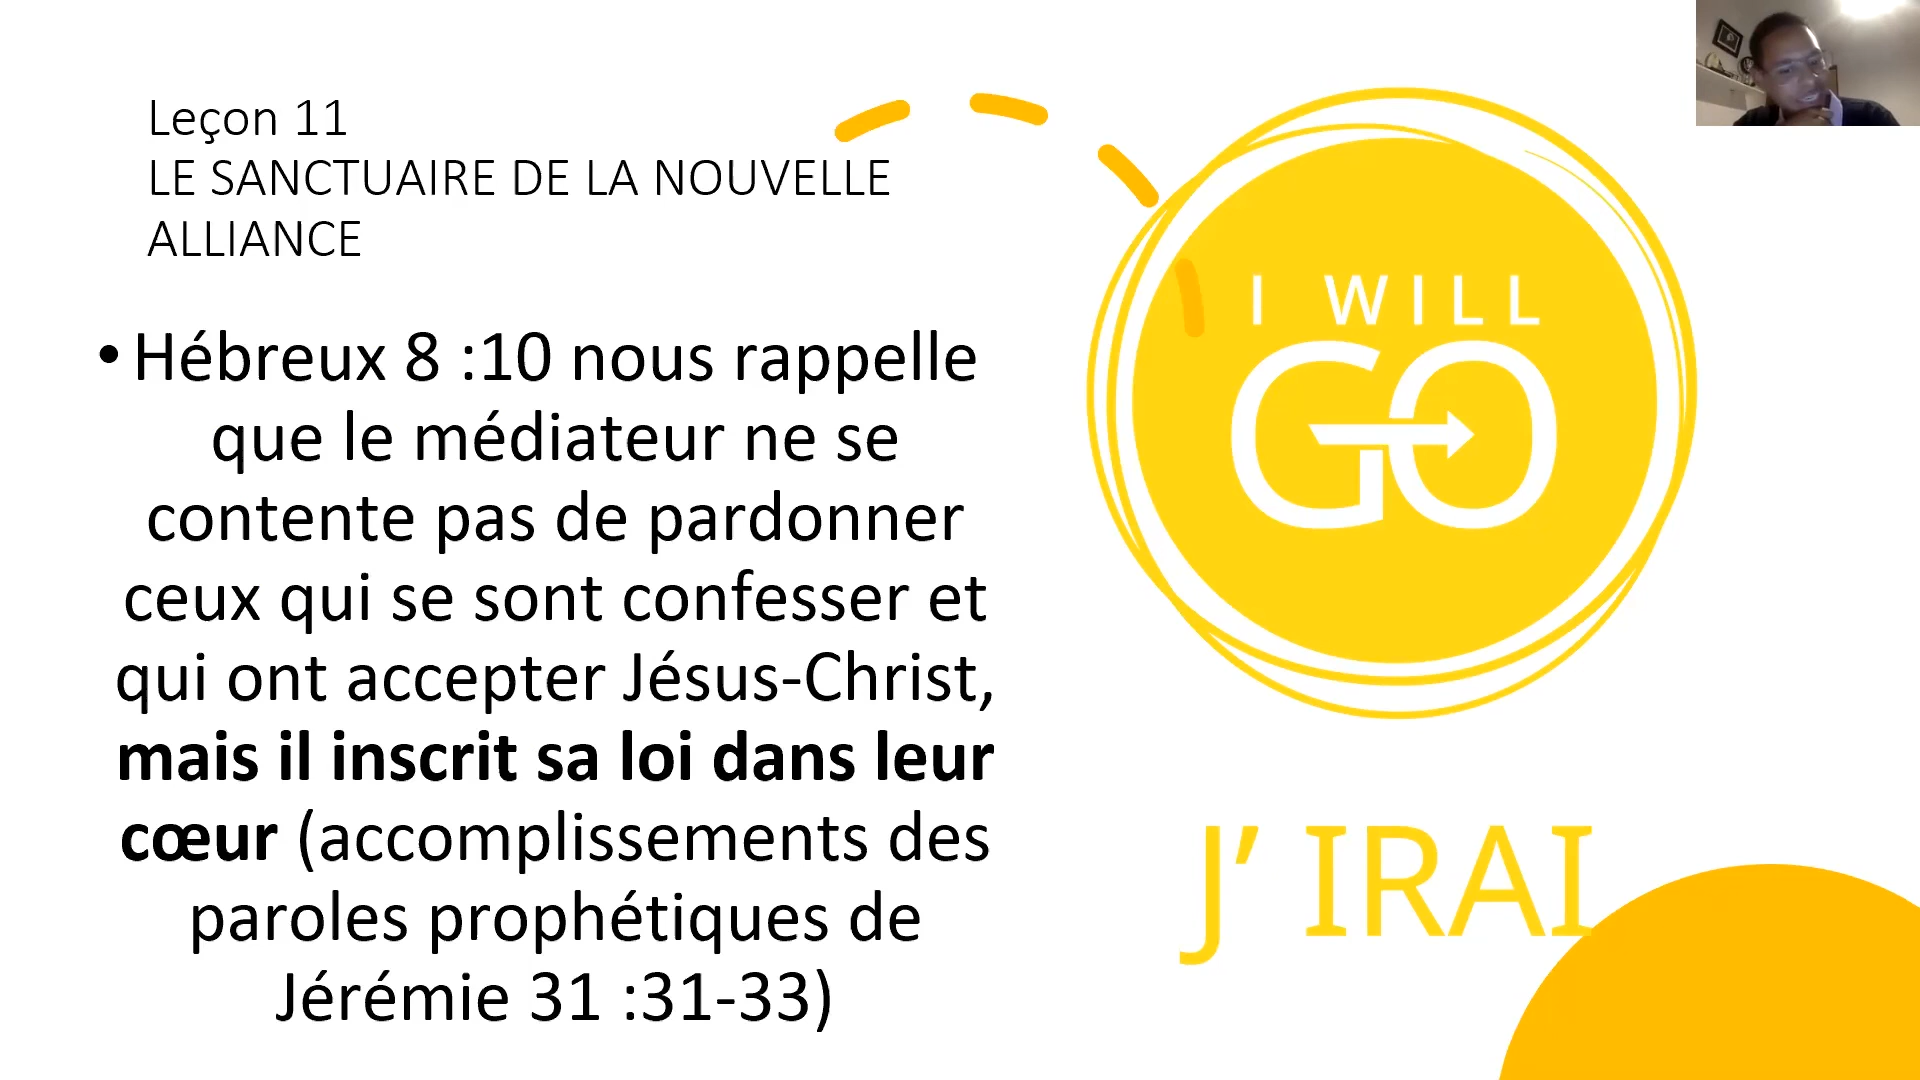 Leçon 11
LE SANCTUAIRE DE LA NOUVELLE
ALLIANCE
• Hébreux 8 :10 nous rappelle
que le médiateur ne se
contente pas de pardonner
ceux qui se sont confesser et
qui ont accepter Jésus-Christ,
mais il inscrit sa loi dans leur
cœur (accomplissements des
paroles prophétiques de
Jérémie 31 :31-33)
I WILL
GO
J’ IRAI